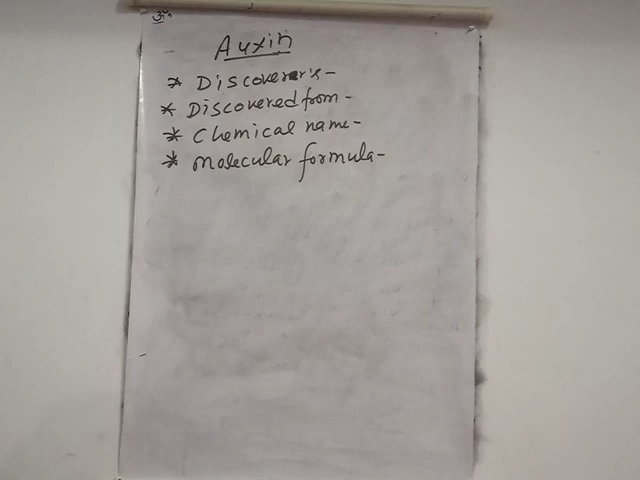 ॐ
Auxin
* Discoverer's -
* Discovered from -
* Chemical name -
* Molecular formula -